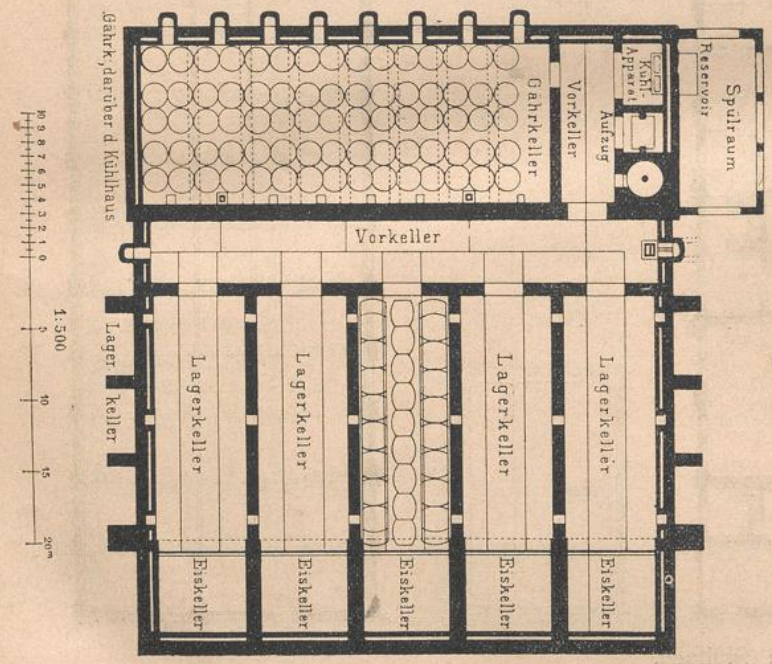 Gährk., darüber d. Kühlhaus
Gährkeller
Vorkeller
Kühl-
Apparat
Aufzug
Reservoir
Spülraum
Vorkeller
Lager keller
Lagerkeller
Lagerkeller
Lagerkeller
Lagerkeller
Eiskeller
Eiskeller
Eiskeller
Eiskeller
Eiskeller
10 9 8 7 6 5 4 3 2 1 0 5 10 15 20m
1:500